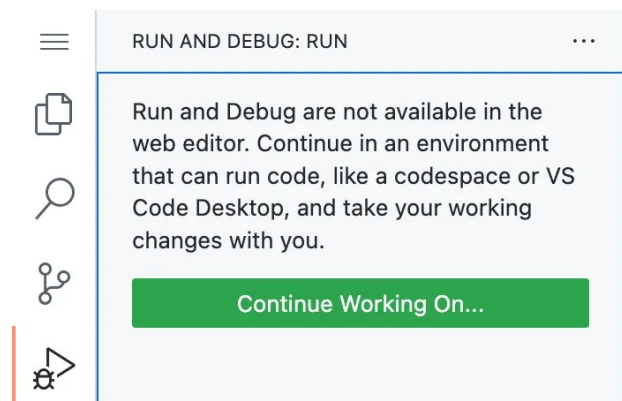 RUN AND DEBUG: RUN
Run and Debug are not available in the
web editor. Continue in an environment
that can run code, like a codespace or VS
Code Desktop, and take your working
changes with you.
Continue Working On...